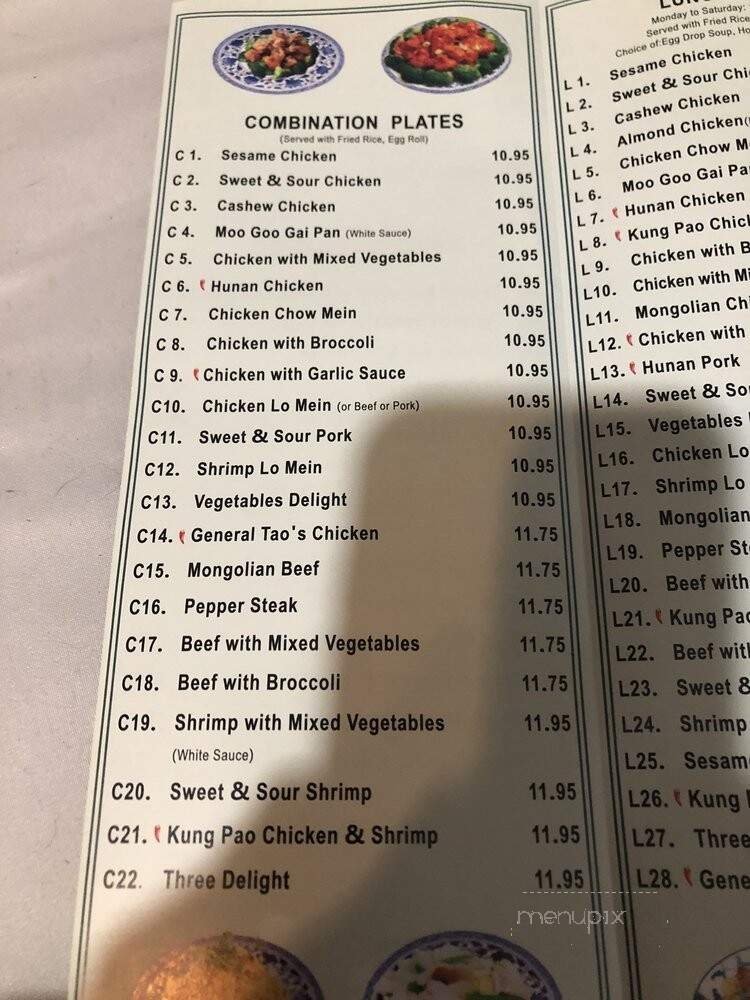 COMBINATION PLATES
(Served with Fried Rice, Egg Roll)
C 1. Sesame Chicken 10.95
C 2. Sweet & Sour Chicken 10.95
C 3. Cashew Chicken 10.95
C 4. Moo Goo Gai Pan (White Sauce) 10.95
C 5. Chicken with Mixed Vegetables 10.95
C 6. Hunan Chicken 10.95
C 7. Chicken Chow Mein 10.95
C 8. Chicken with Broccoli 10.95
C 9. Chicken with Garlic Sauce 10.95
C10. Chicken Lo Mein (or Beef or Pork) 10.95
C11. Sweet & Sour Pork 10.95
C12. Shrimp Lo Mein 10.95
C13. Vegetables Delight 10.95
C14. General Tao's Chicken 11.75
C15. Mongolian Beef 11.75
C16. Pepper Steak 11.75
C17. Beef with Mixed Vegetables 11.75
C18. Beef with Broccoli 11.75
C19. Shrimp with Mixed Vegetables 11.95
(White Sauce)
C20. Sweet & Sour Shrimp 11.95
C21. Kung Pao Chicken & Shrimp 11.95
C22. Three Delight 11.95
Monday to Saturday:
Served with Fried Rice
Choice of:Egg Drop Soup,
L 1. Sesame Chicken
L 2. Sweet & Sour
L 3. Cashew Chicken
L 4. Almond Chicken
L 5. Chicken Chow
L 6. Moo Goo Gai
L 7. Hunan Chicken
L 8. Kung Pao
L 9. Chicken with
L10. Chicken with
L11. Mongolian
L12. Chicken with
L13. Hunan Pork
L14. Sweet &
L15. Vegetables
L16. Chicken Lo
L17. Shrimp Lo
L18. Mongolian
L19. Pepper
L20. Beef with
L21. Kung
L22. Beef
L23. Sweet &
L24. Shrimp
L25.
L26. Kung
L27. Three
L28.
menupix